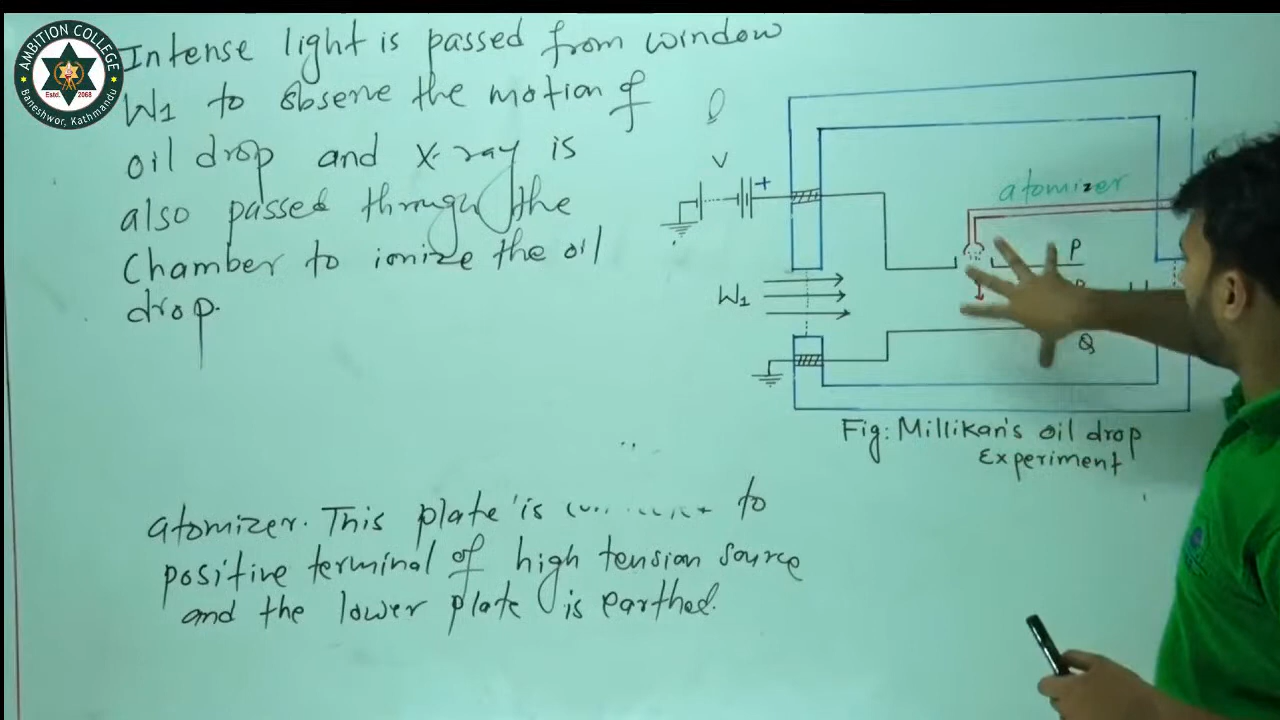 AMBITION COLLEGE
Estd. 2068
Baneshwor, Kathmandu
Intense light is passed from window
W1 to observe the motion of
oil drop and X-ray is
also passed through the
Chamber to ionize the oil
drop.
V
+
atomizer
P
W1
Q
Fig: Millikan's oil drop
Experiment
atomizer. This plate is to
positive terminal of high tension source
and the lower plate is earthed.